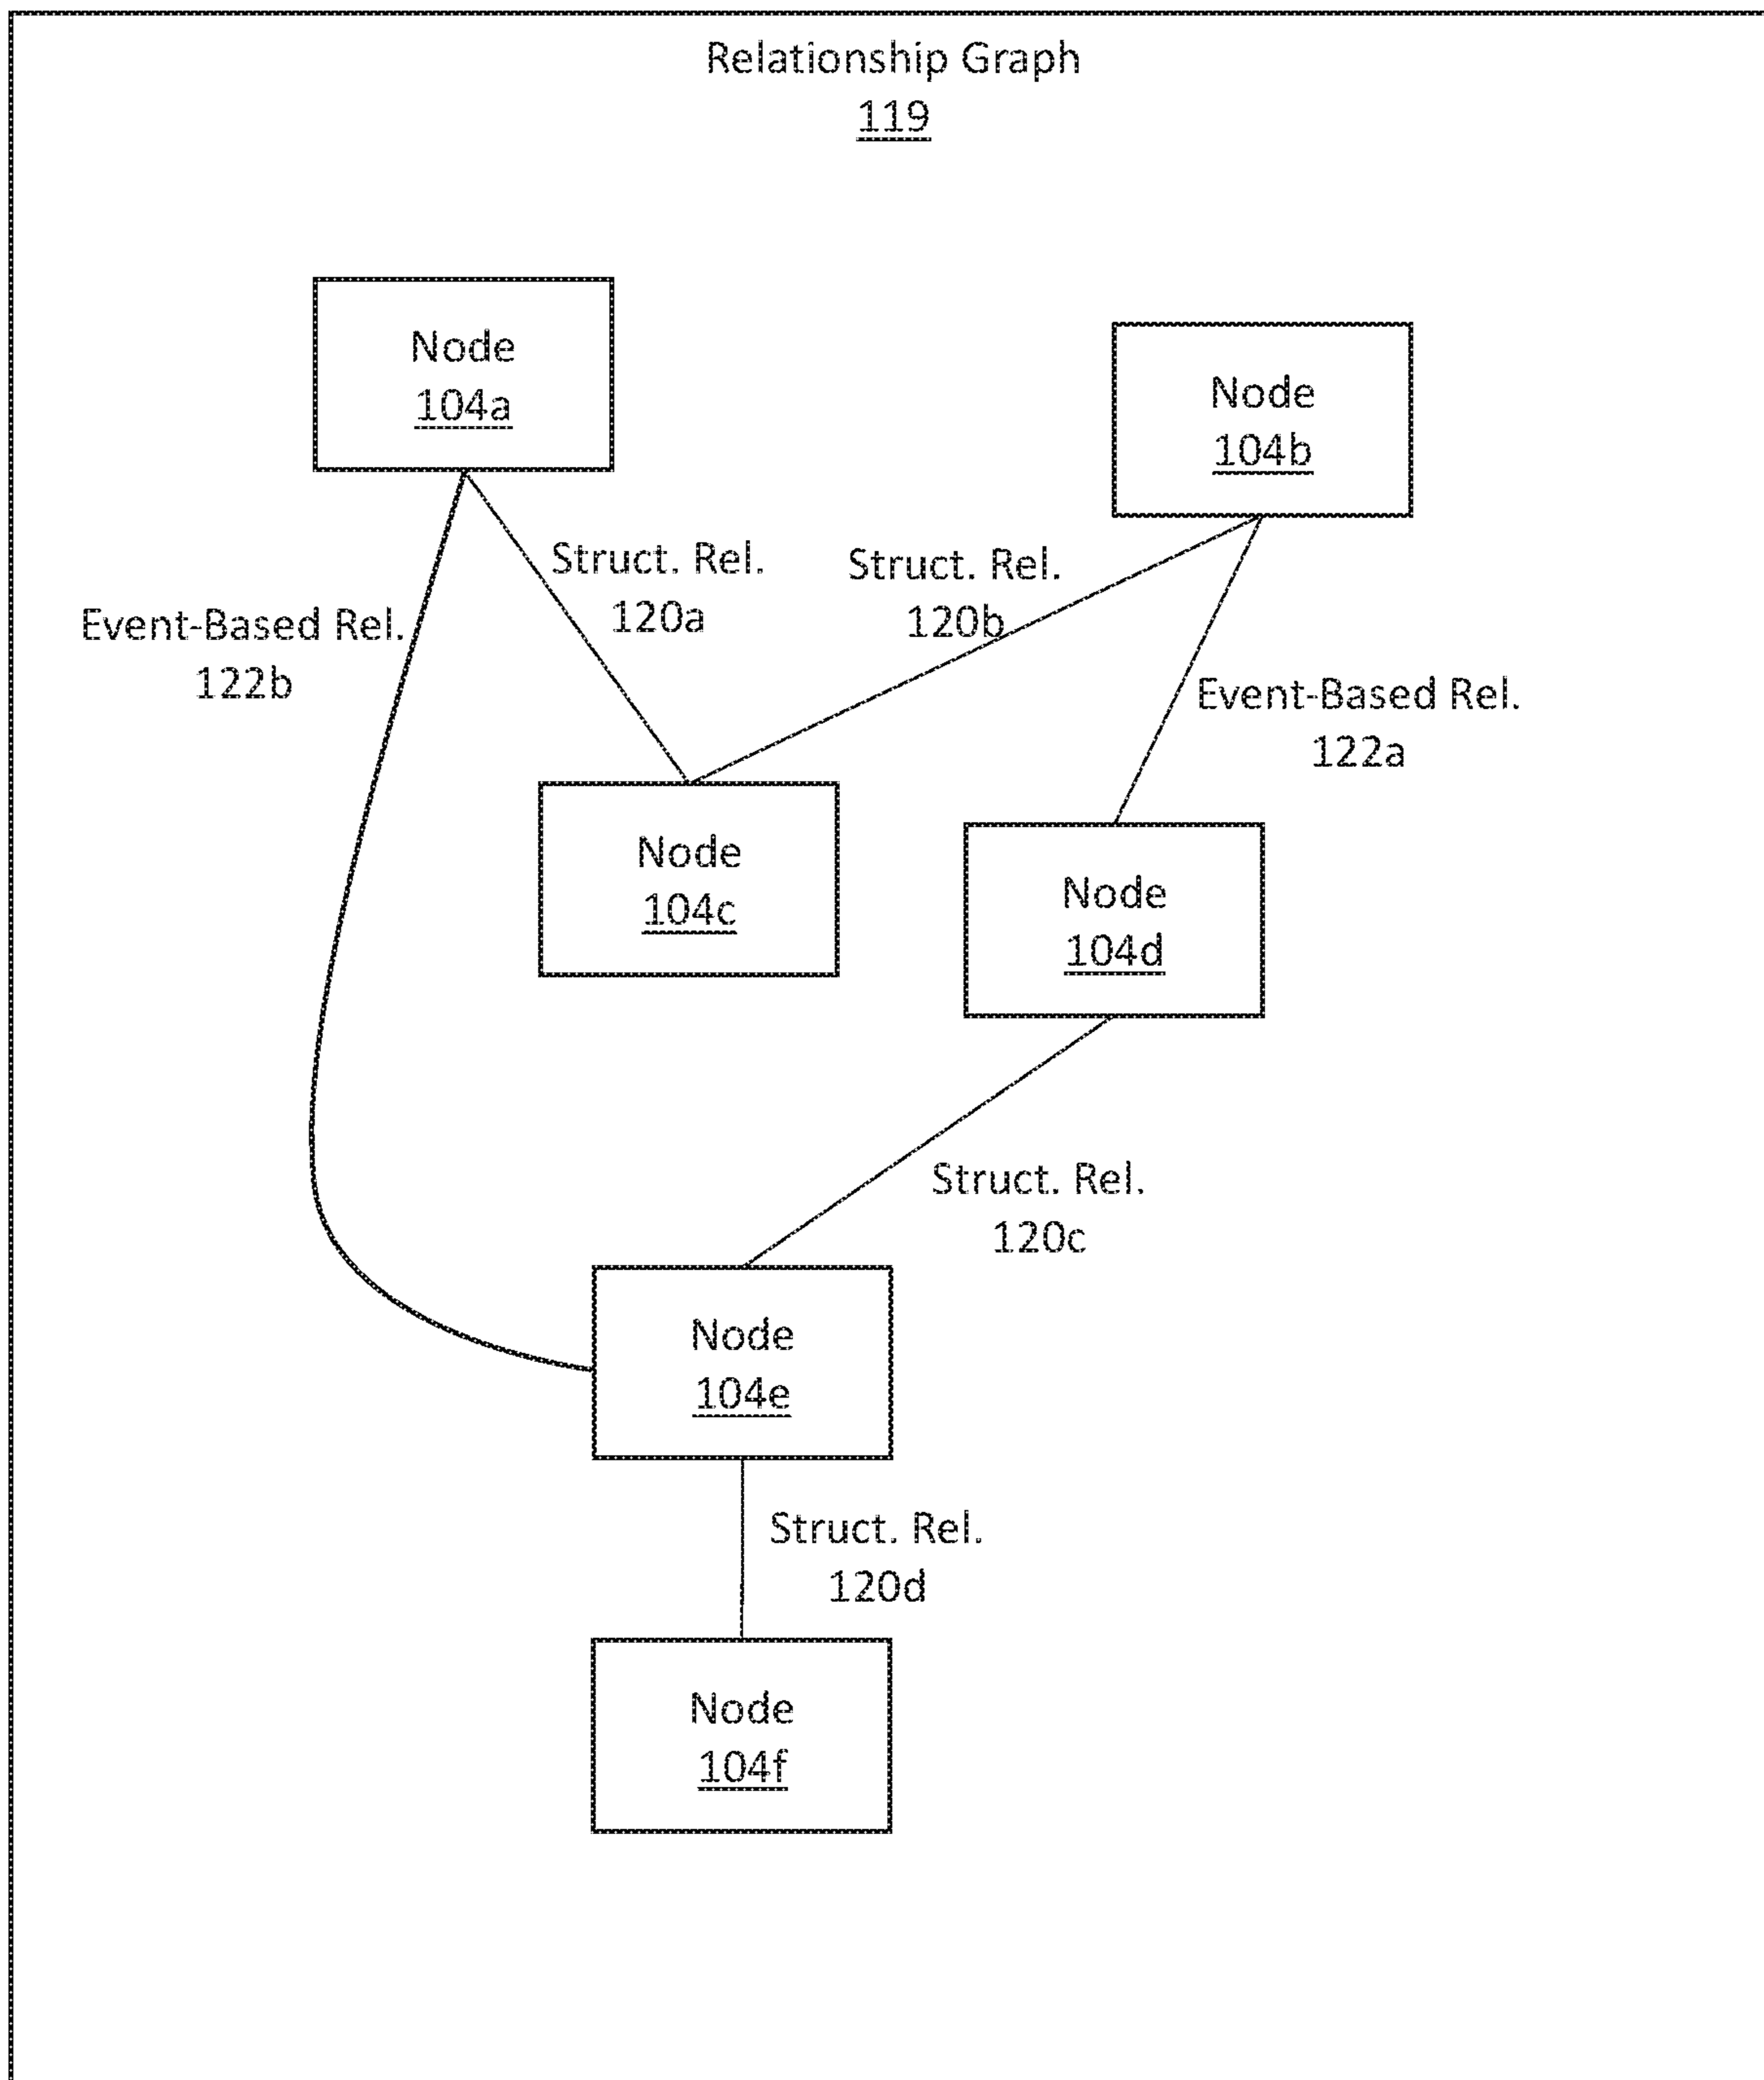 Relationship Graph
119
Node
104a
Node
104b
Struct. Rel.
120a
Struct. Rel.
120b
Event-Based Rel.
122b
Event-Based Rel.
122a
Node
104c
Node
104d
Struct. Rel.
120c
Node
104e
Struct. Rel.
120d
Node
104f